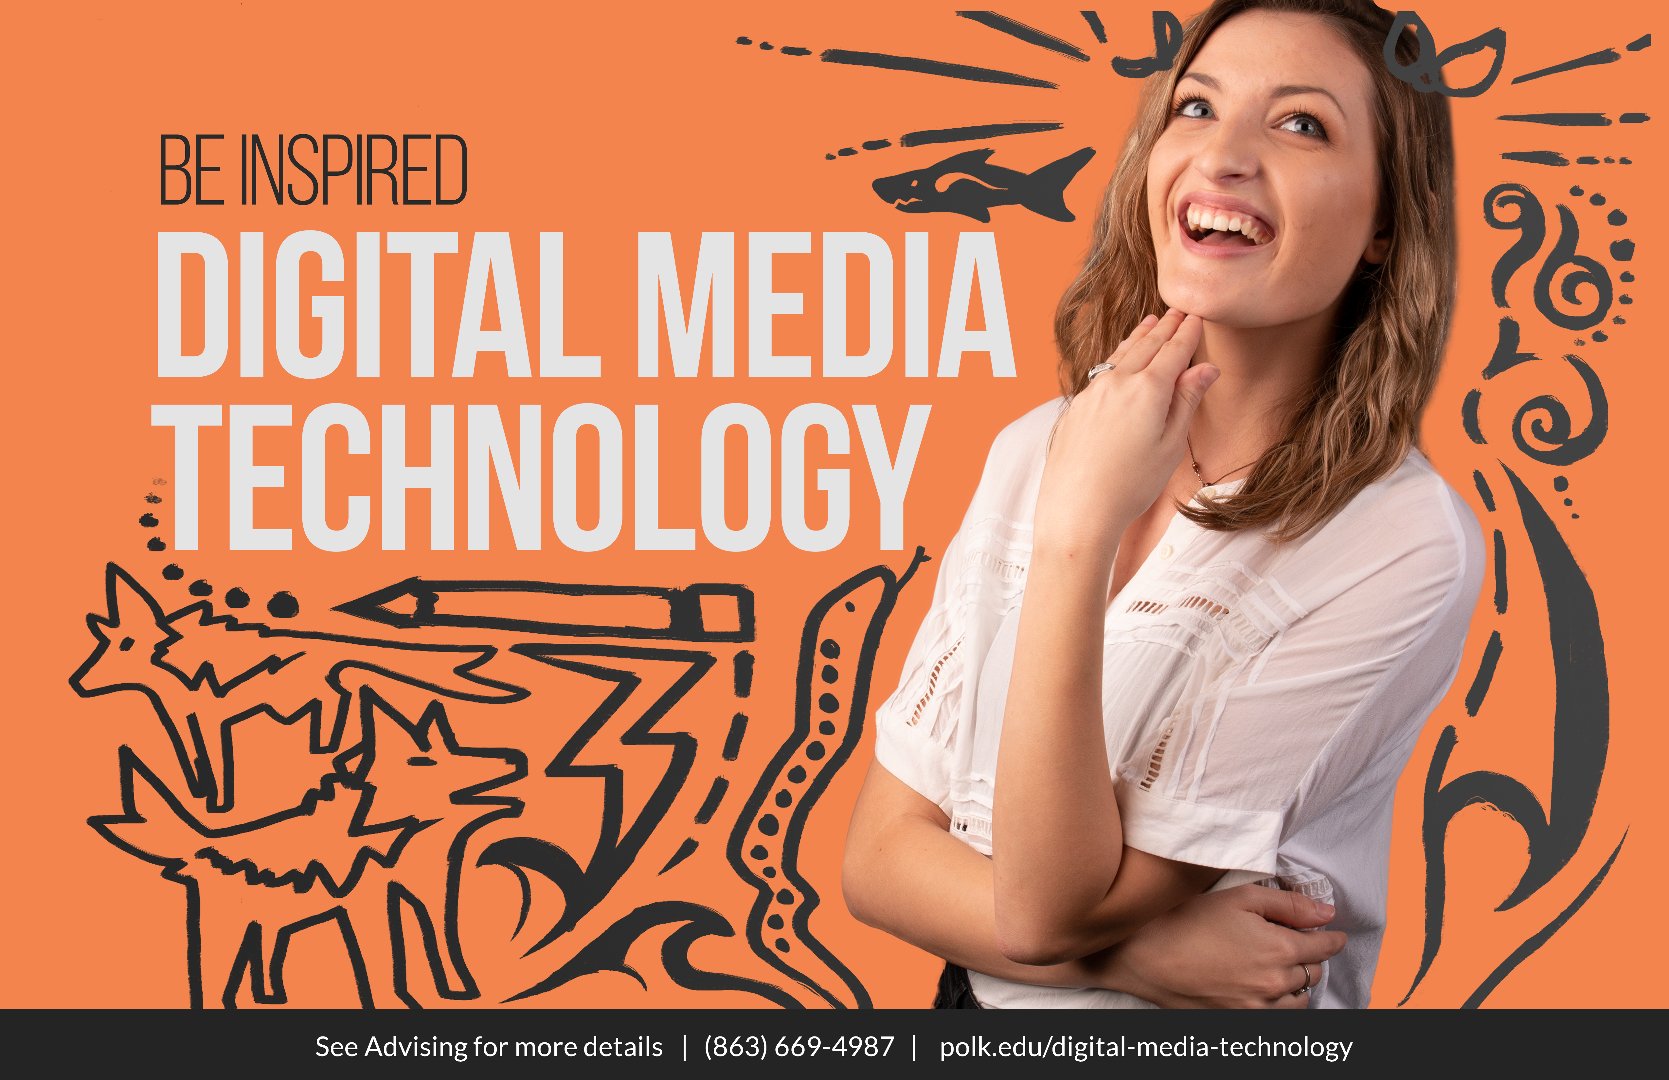 BE INSPIRED
DIGITAL MEDIA
TECHNOLOGY
See Advising for more details | (863) 669-4987 | polk.edu/digital-media-technology